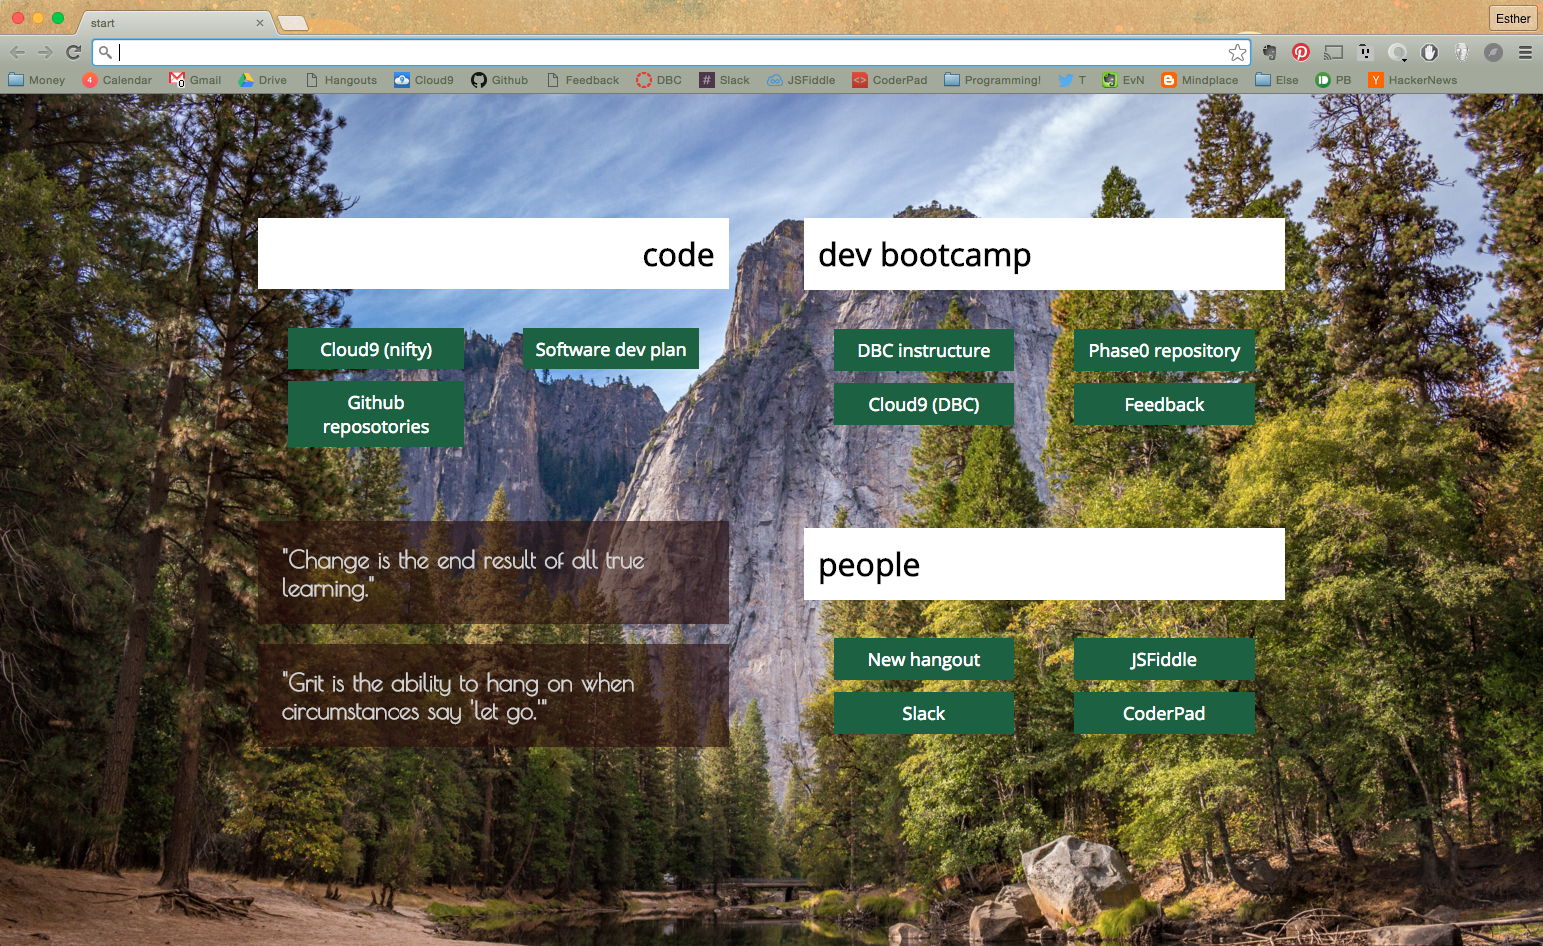 start
Esther
Money
4
Calendar
0
Gmail
Drive
Hangouts
Cloud9
Github
Feedback
DBC
#
Slack
JSFiddle
<>
CoderPad
Programming!
T
EvN
Mindplace
Else
PB
Y
HackerNews
code
Cloud9 (nifty)
Software dev plan
Github
reposotories
dev bootcamp
DBC instructure
Phase0 repository
Cloud9 (DBC)
Feedback
"Change is the end result of all true
learning."
"Grit is the ability to hang on when
circumstances say 'let go.'"
people
New hangout
JSFiddle
Slack
CoderPad